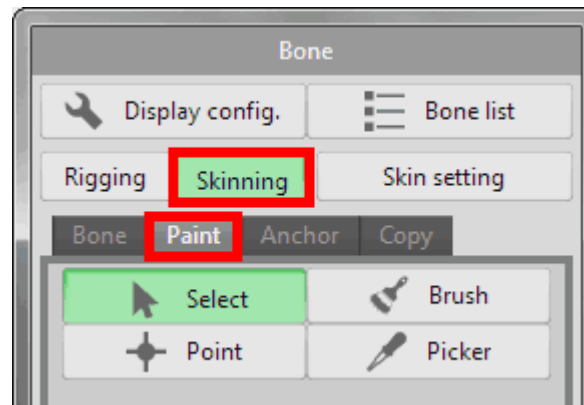 Bone
Display config. Bone list
Rigging Skinning Skin setting
Bone Paint Anchor Copy
Select Brush
Point Picker